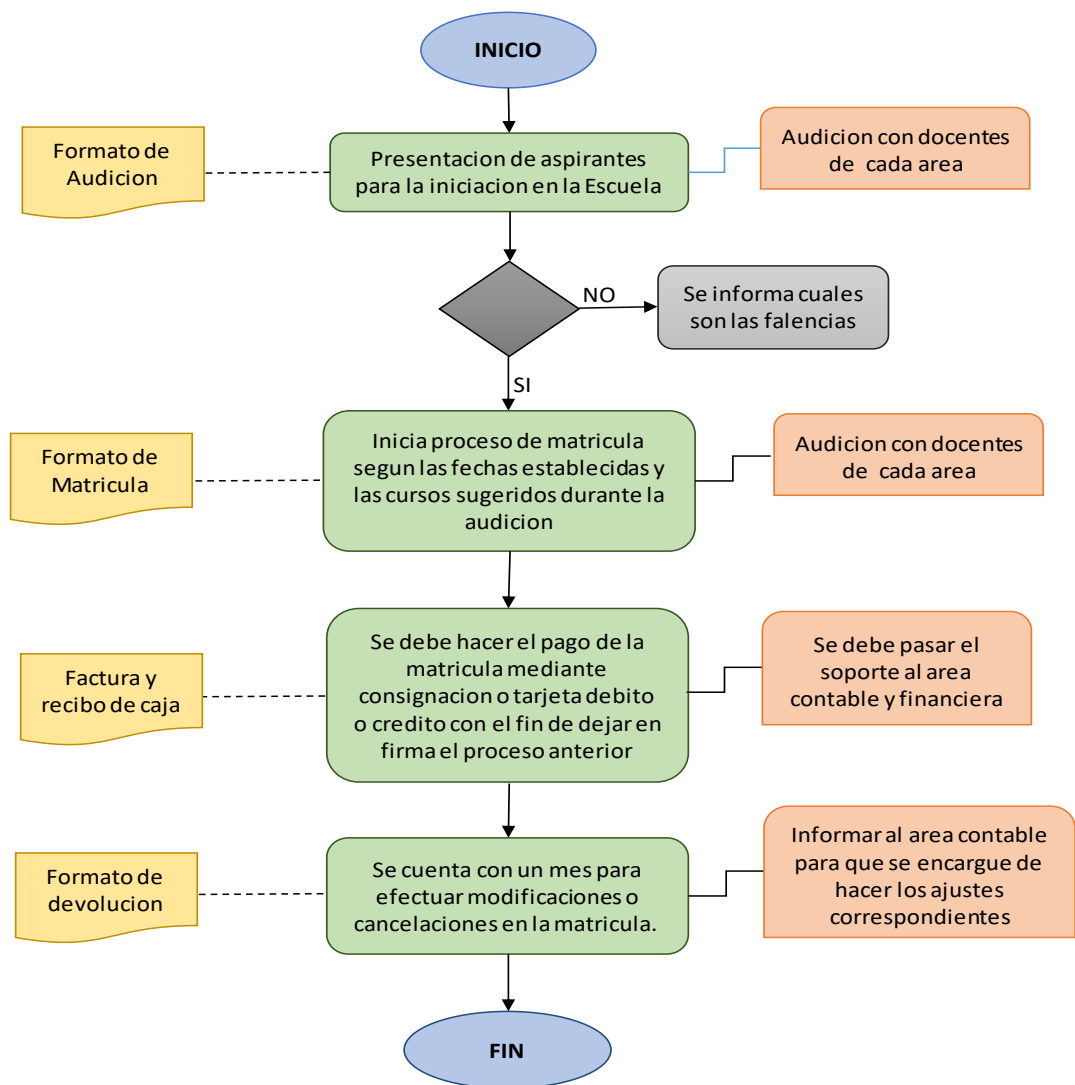 INICIO
Formato de
Audicion
Presentacion de aspirantes
para la iniciacion en la Escuela
Audicion con docentes
de cada area
NO
Se informa cuales
son las falencias
SI
Formato de
Matricula
Inicia proceso de matricula
segun las fechas establecidas y
las cursos sugeridos durante la
audicion
Audicion con docentes
de cada area
Factura y
recibo de caja
Se debe hacer el pago de la
matricula mediante
consignacion o tarjeta debito
o credito con el fin de dejar en
firma el proceso anterior
Se debe pasar el
soporte al area
contable y financiera
Formato de
devolucion
Se cuenta con un mes para
efectuar modificaciones o
cancelaciones en la matricula.
Informar al area contable
para que se encargue de
hacer los ajustes
correspondientes
FIN